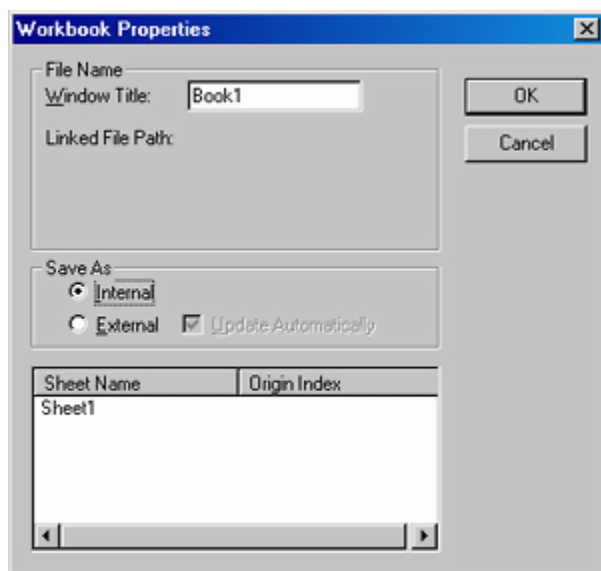 Workbook Properties
File Name
Window Title: Book1
OK
Linked File Path:
Cancel
Save As
Internal
External Update Automatically
Sheet Name Origin Index
Sheet1